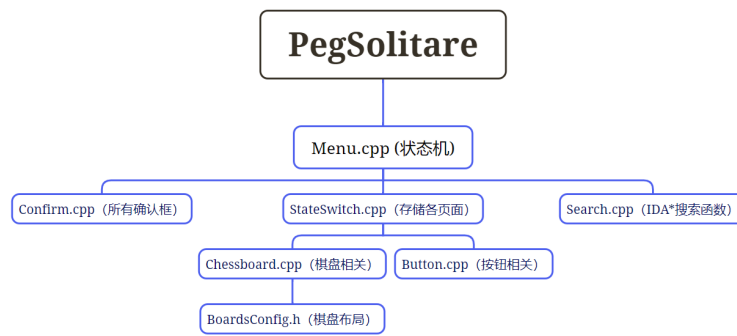 PegSolitare
Menu.cpp (状态机)
Confirm.cpp（所有确认框）
StateSwitch.cpp（存储各页面）
Search.cpp（IDA*搜索函数）
Chessboard.cpp（棋盘相关）
Button.cpp（按钮相关）
BoardsConfig.h（棋盘布局）